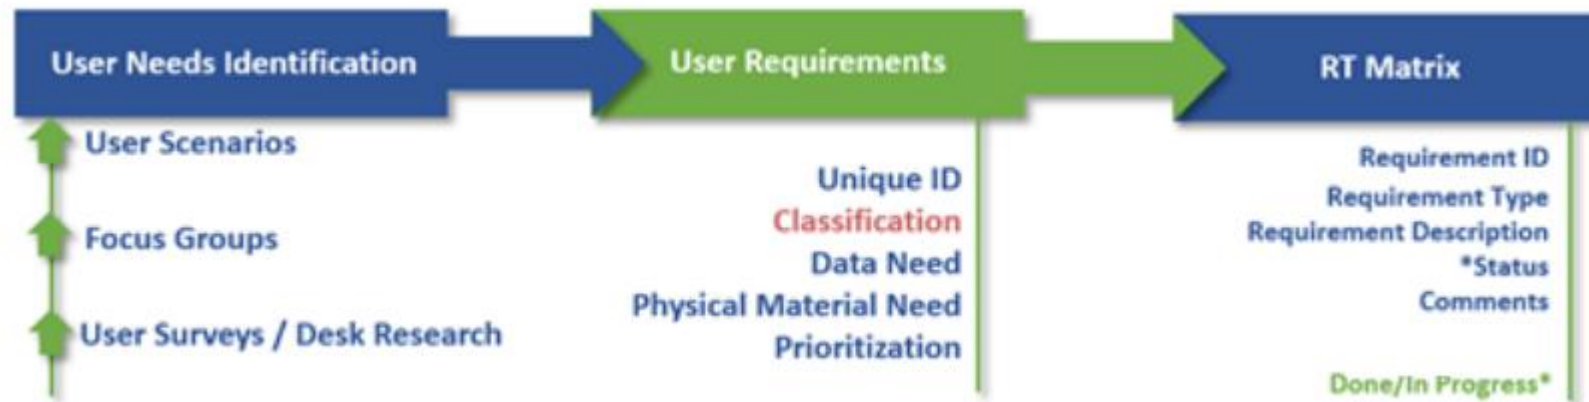 User Needs Identification
User Scenarios
Focus Groups
User Surveys / Desk Research
User Requirements
Unique ID
Classification
Data Need
Physical Material Need
Prioritization
RT Matrix
Requirement ID
Requirement Type
Requirement Description
*Status
Comments
Done/In Progress*